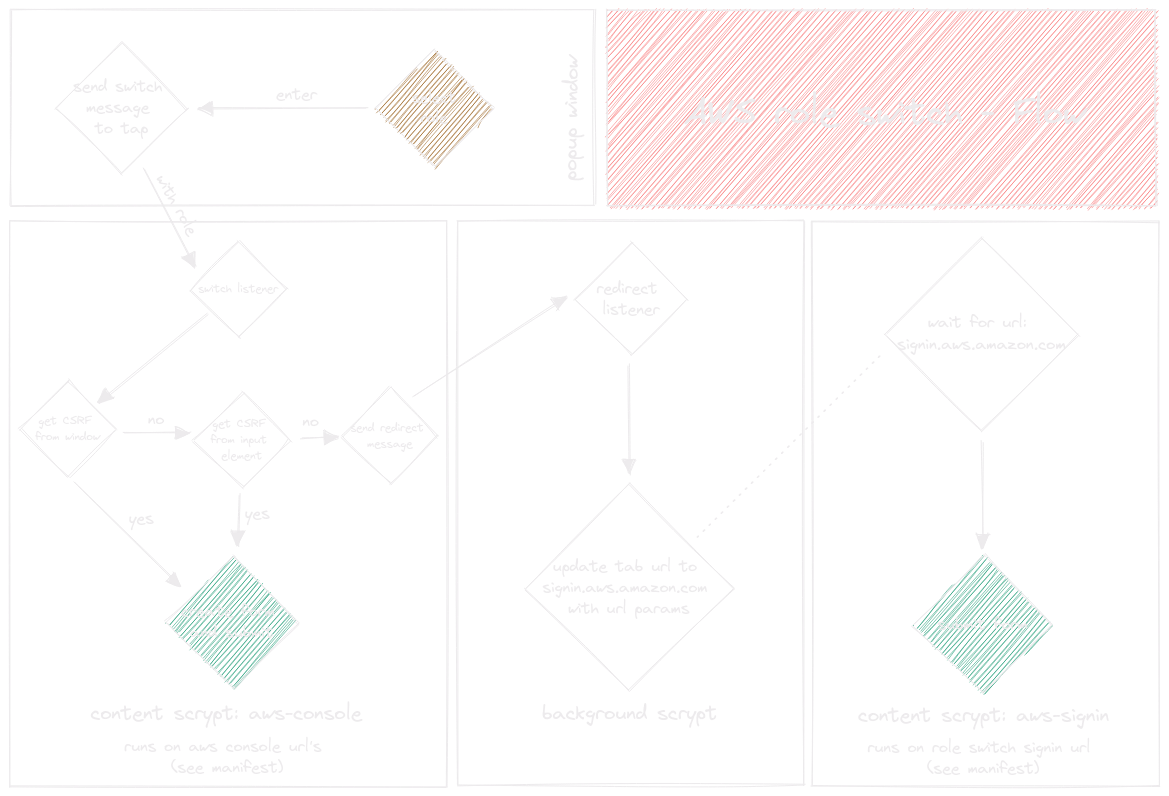 send switch
message
to tap
enter
popup window
with role
switch listener
get CSRF
from window
no
get CSRF
from input
element
no
send redirect
message
yes
yes
content scrypt: aws-console
runs on aws console url's
(see manifest)
redirect
listener
update tab url to
signin.aws.amazon.com
with url params
background scrypt
wait for url:
signin.aws.amazon.com
content scrypt: aws-signin
runs on role switch signin url
(see manifest)